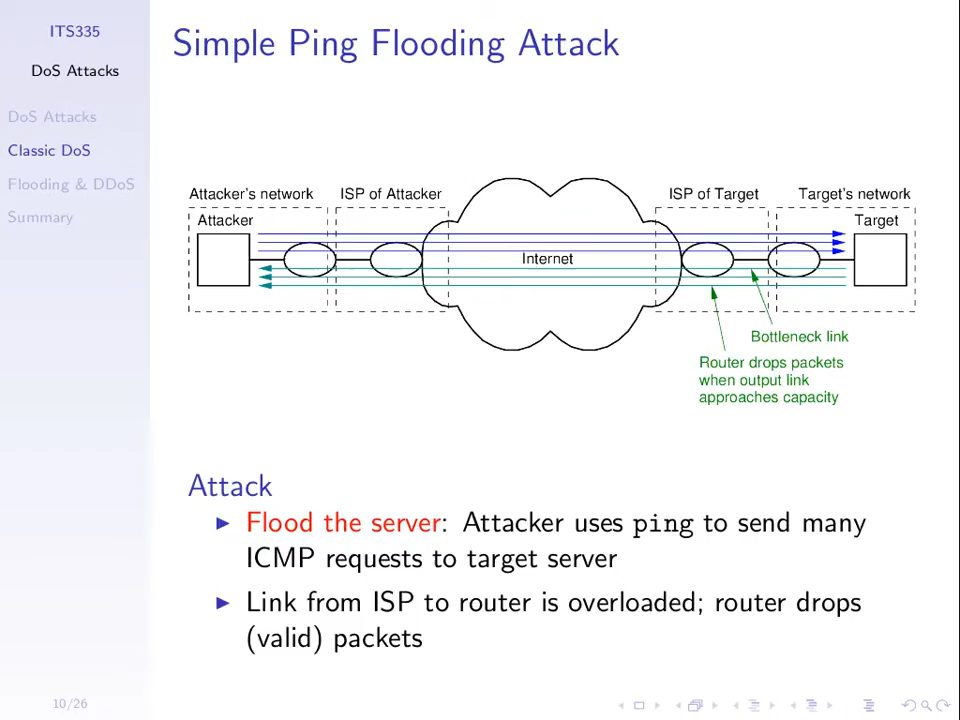 ITS335
DoS Attacks
DoS Attacks
Classic DoS
Flooding & DDoS
Summary
Simple Ping Flooding Attack
Attacker's network
ISP of Attacker
ISP of Target
Target's network
Attacker
Target
Internet
Bottleneck link
Router drops packets
when output link
approaches capacity
Attack
Flood the server: Attacker uses ping to send many
ICMP requests to target server
Link from ISP to router is overloaded; router drops
(valid) packets
10/26